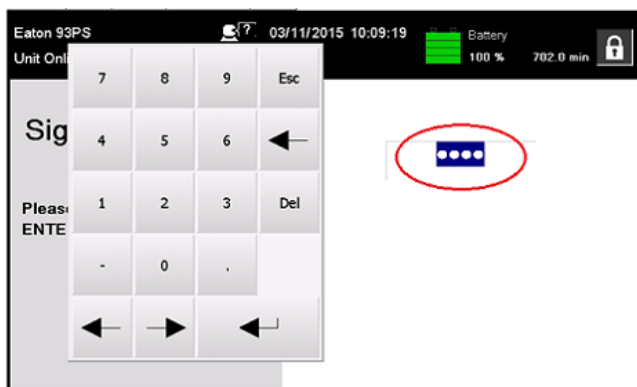 Eaton 93PS ? 03/11/2015 10:09:19 Battery
Unit Onli 100 % 702.0 min
7 8 9 Esc
Sig
4 5 6
Pleas
1 2 3 Del
ENTE
- 0 .